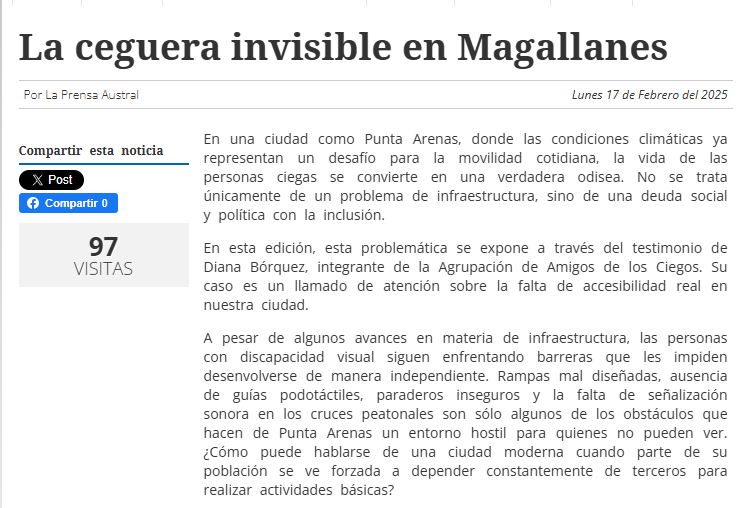 La ceguera invisible en Magallanes
Por La Prensa Austral
Lunes 17 de Febrero del 2025
Compartir esta noticia
Post
Compartir 0
97
VISITAS
En una ciudad como Punta Arenas, donde las condiciones climáticas ya
representan un desafío para la movilidad cotidiana, la vida de las
personas ciegas se convierte en una verdadera odisea. No se trata
únicamente de un problema de infraestructura, sino de una deuda social
y política con la inclusión.
En esta edición, esta problemática se expone a través del testimonio de
Diana Bórquez, integrante de la Agrupación de Amigos de los Ciegos. Su
caso es un llamado de atención sobre la falta de accesibilidad real en
nuestra ciudad.
A pesar de algunos avances en materia de infraestructura, las personas
con discapacidad visual siguen enfrentando barreras que les impiden
desenvolverse de manera independiente. Rampas mal diseñadas, ausencia
de guías podotáctiles, paraderos inseguros y la falta de señalización
sonora en los cruces peatonales son sólo algunos de los obstáculos que
hacen de Punta Arenas un entorno hostil para quienes no pueden ver.
¿Cómo puede hablarse de una ciudad moderna cuando parte de su
población se ve forzada a depender constantemente de terceros para
realizar actividades básicas?